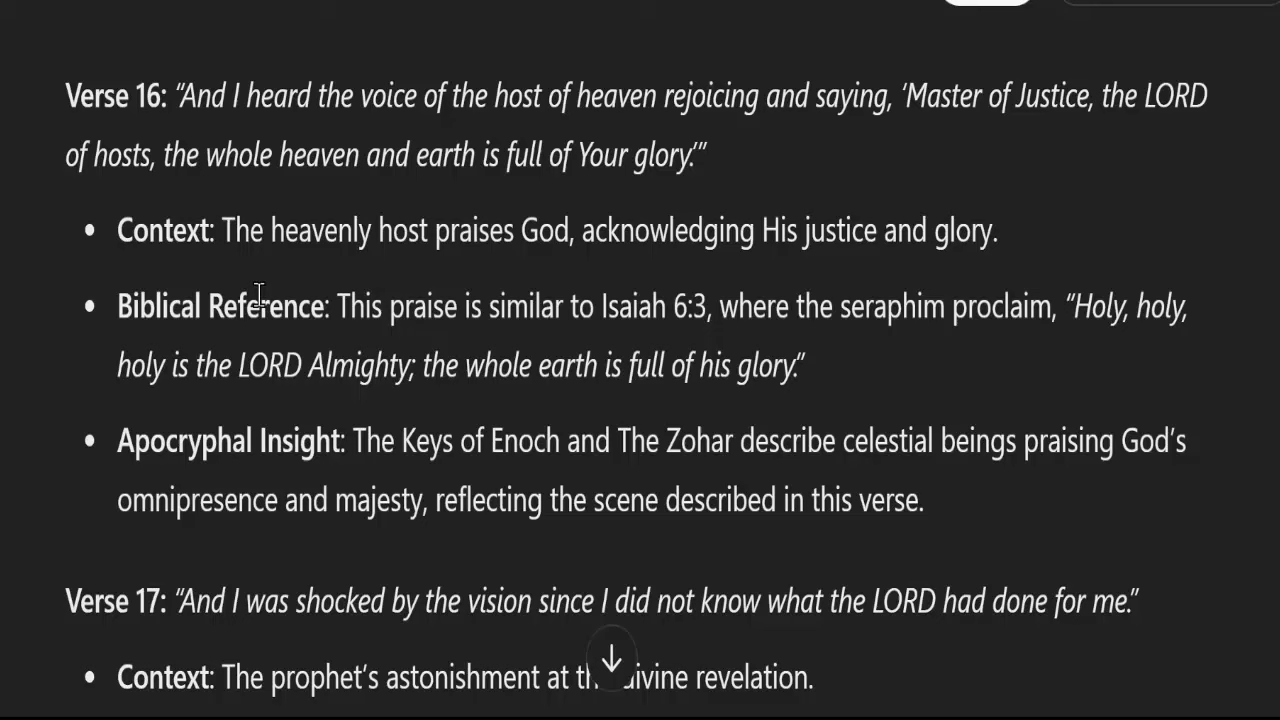 Verse 16: “And I heard the voice of the host of heaven rejoicing and saying, ‘Master of Justice, the LORD
of hosts, the whole heaven and earth is full of Your glory.’”
• Context: The heavenly host praises God, acknowledging His justice and glory.
• Biblical Reference: This praise is similar to Isaiah 6:3, where the seraphim proclaim, “Holy, holy,
holy is the LORD Almighty; the whole earth is full of his glory.”
• Apocryphal Insight: The Keys of Enoch and The Zohar describe celestial beings praising God’s
omnipresence and majesty, reflecting the scene described in this verse.
Verse 17: “And I was shocked by the vision since I did not know what the LORD had done for me.”
• Context: The prophet’s astonishment at the divine revelation.